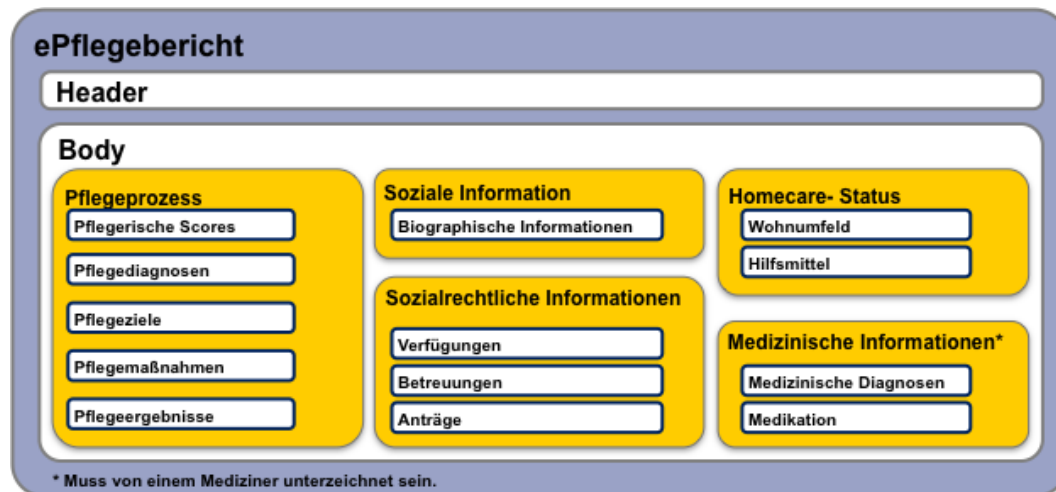 ePflegebericht
Header
Body
Pflegeprozess
Pflegerische Scores
Pflegediagnosen
Pflegeziele
Pflegemaßnahmen
Pflegeergebnisse
Soziale Information
Biographische Informationen
Sozialrechtliche Informationen
Verfügungen
Betreuungen
Anträge
Homecare- Status
Wohnumfeld
Hilfsmittel
Medizinische Informationen*
Medizinische Diagnosen
Medikation
* Muss von einem Mediziner unterzeichnet sein.